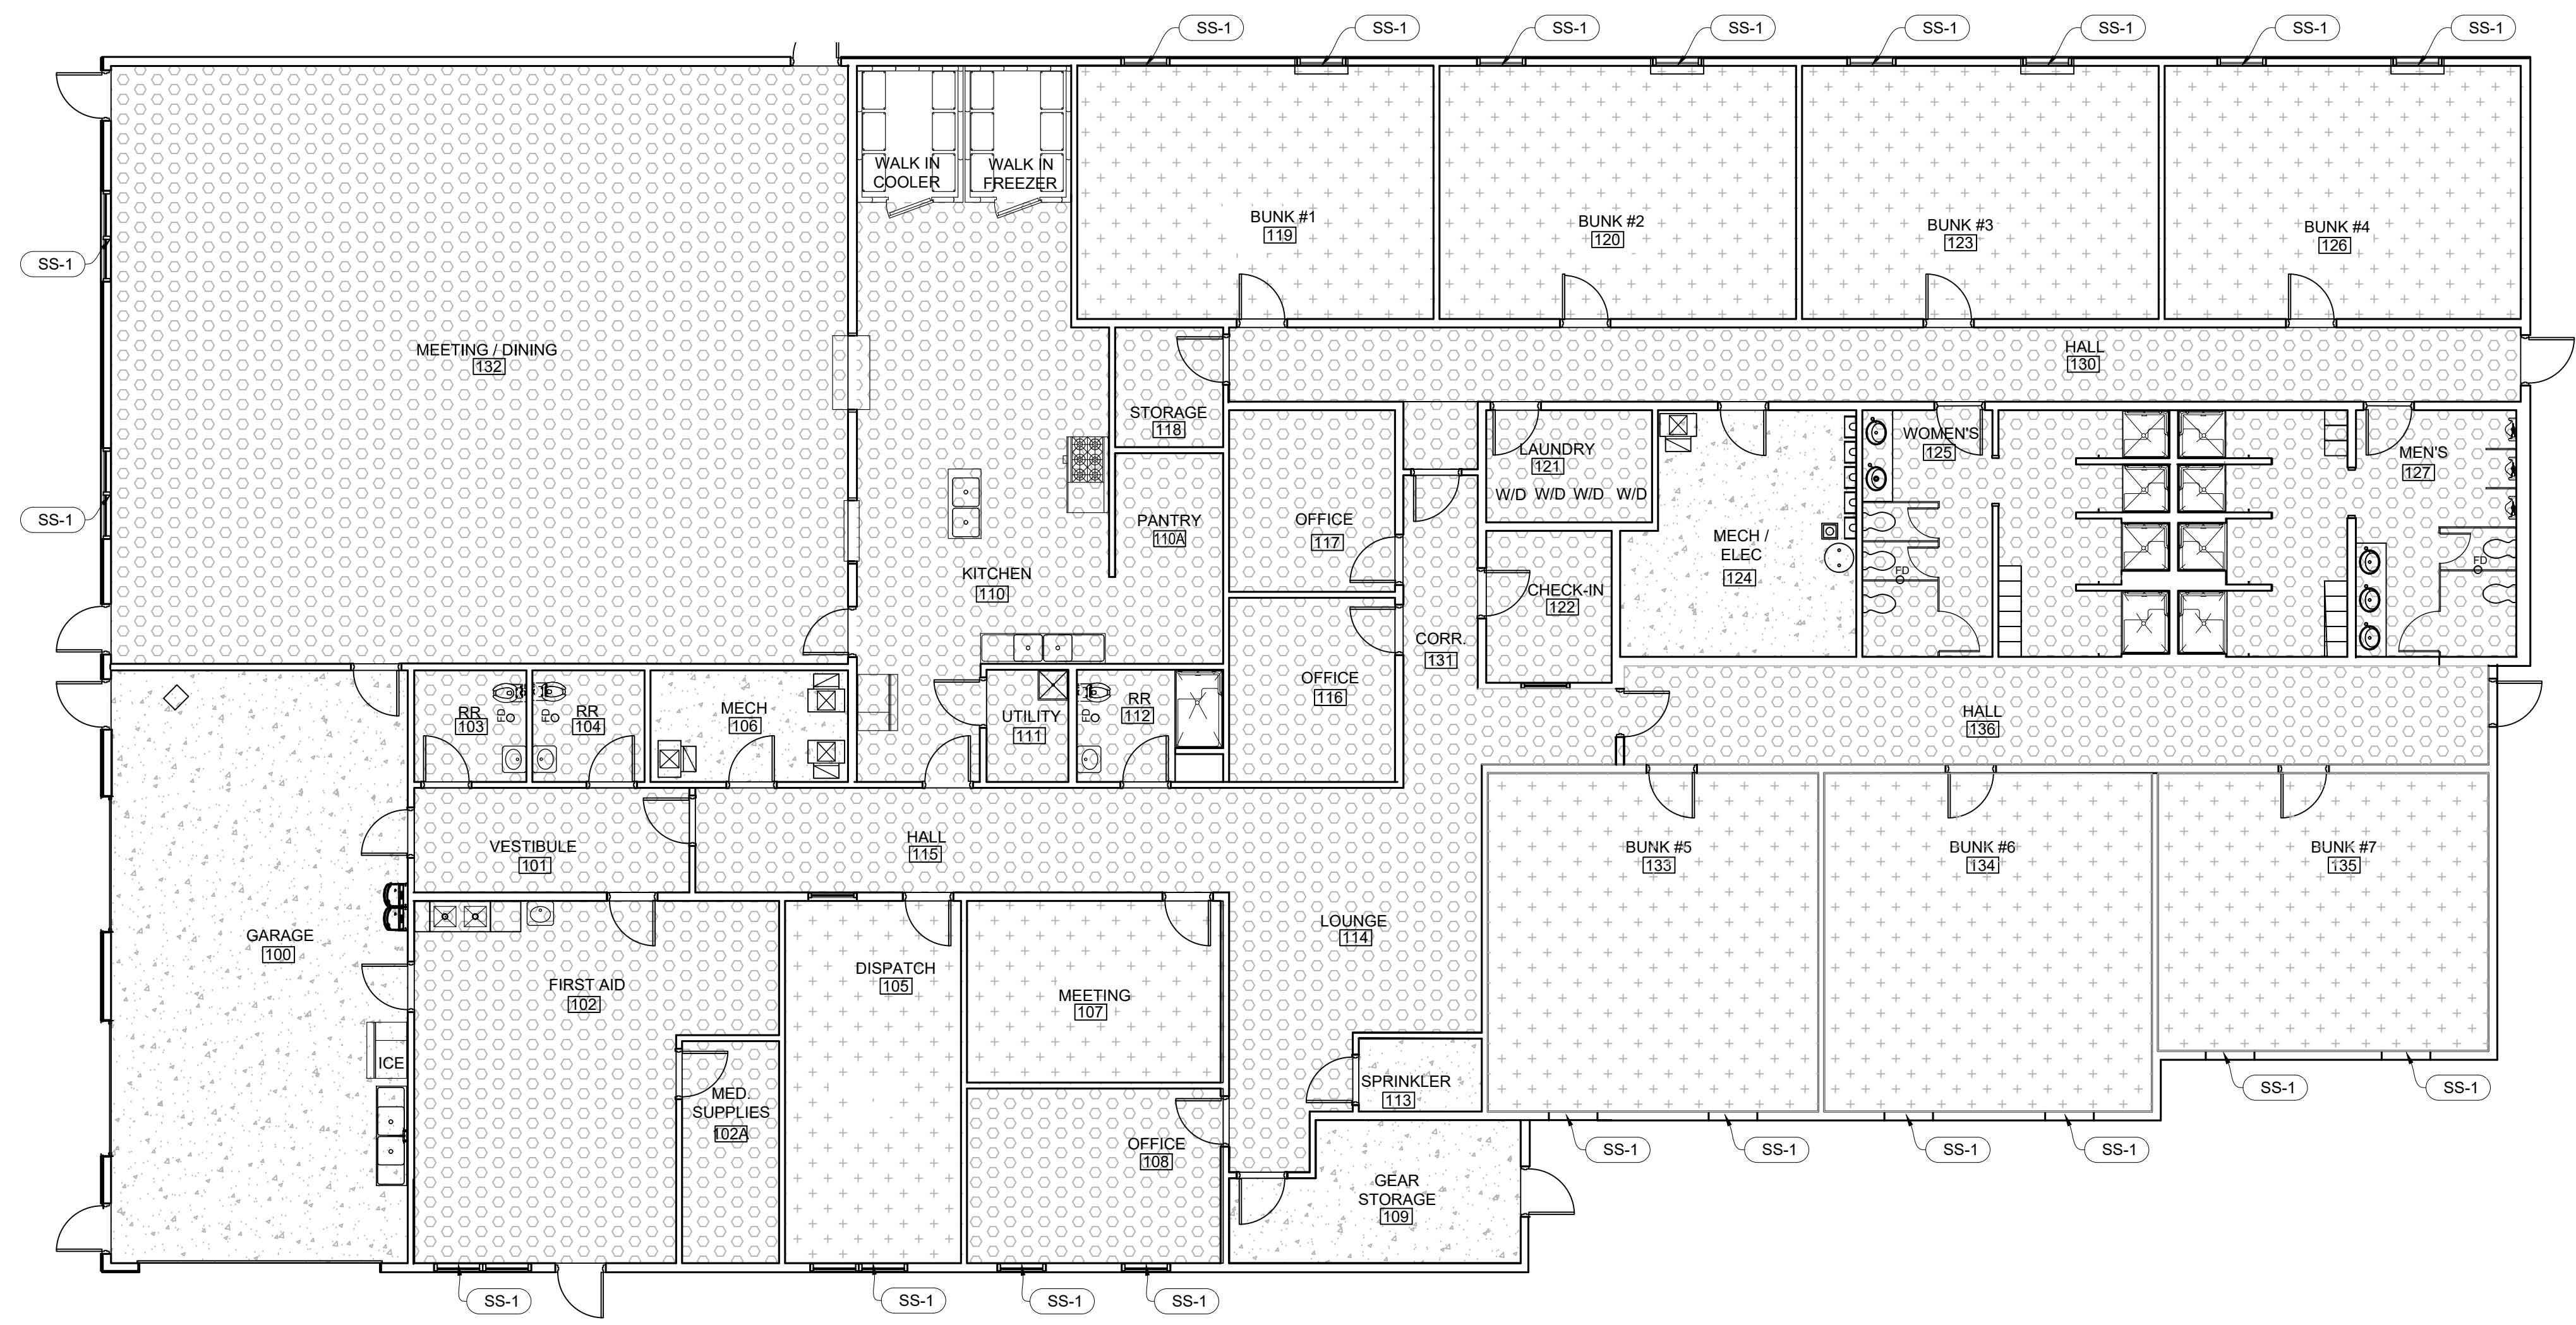 SS-1
SS-1
SS-1
SS-1
SS-1
SS-1
SS-1
SS-1
WALK IN
COOLER
WALK IN
FREEZER
BUNK #1
119
BUNK #2
120
BUNK #3
123
BUNK #4
126
SS-1
MEETING / DINING
132
HALL
130
STORAGE
118
LAUNDRY
121
W/D W/D W/D W/D
WOMEN'S
125
MEN'S
127
SS-1
PANTRY
110A
OFFICE
117
MECH /
ELEC
124
FD
FD
KITCHEN
110
CHECK-IN
122
CORR.
131
OFFICE
116
RR
103
FD
FD
RR
104
MECH
106
UTILITY
111
FD
RR
112
HALL
136
VESTIBULE
101
HALL
115
BUNK #5
133
BUNK #6
134
BUNK #7
135
GARAGE
100
LOUNGE
114
FIRST AID
102
DISPATCH
105
MEETING
107
ICE
MED.
SUPPLIES
102A
SPRINKLER
113
SS-1
SS-1
OFFICE
108
SS-1
SS-1
SS-1
SS-1
GEAR
STORAGE
109
SS-1
SS-1
SS-1
SS-1